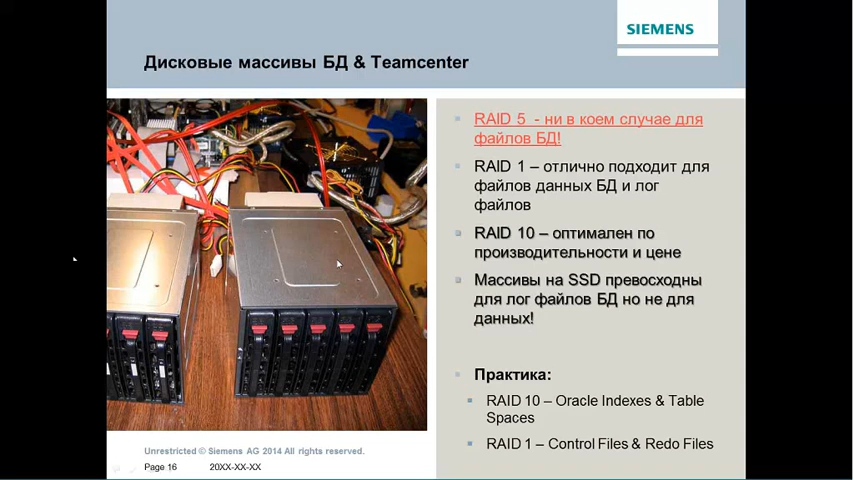 SIEMENS
Дисковые массивы БД & Teamcenter
RAID 5 - ни в коем случае для
файлов БД!
RAID 1 – отлично подходит для
файлов данных БД и лог
файлов
RAID 10 – оптимален по
производительности и цене
Массивы на SSD превосходны
для лог файлов БД но не для
данных!
Практика:
RAID 10 – Oracle Indexes & Table
Spaces
RAID 1 – Control Files & Redo Files
Unrestricted © Siemens AG 2014 All rights reserved.
Page 16 20XX-XX-XX